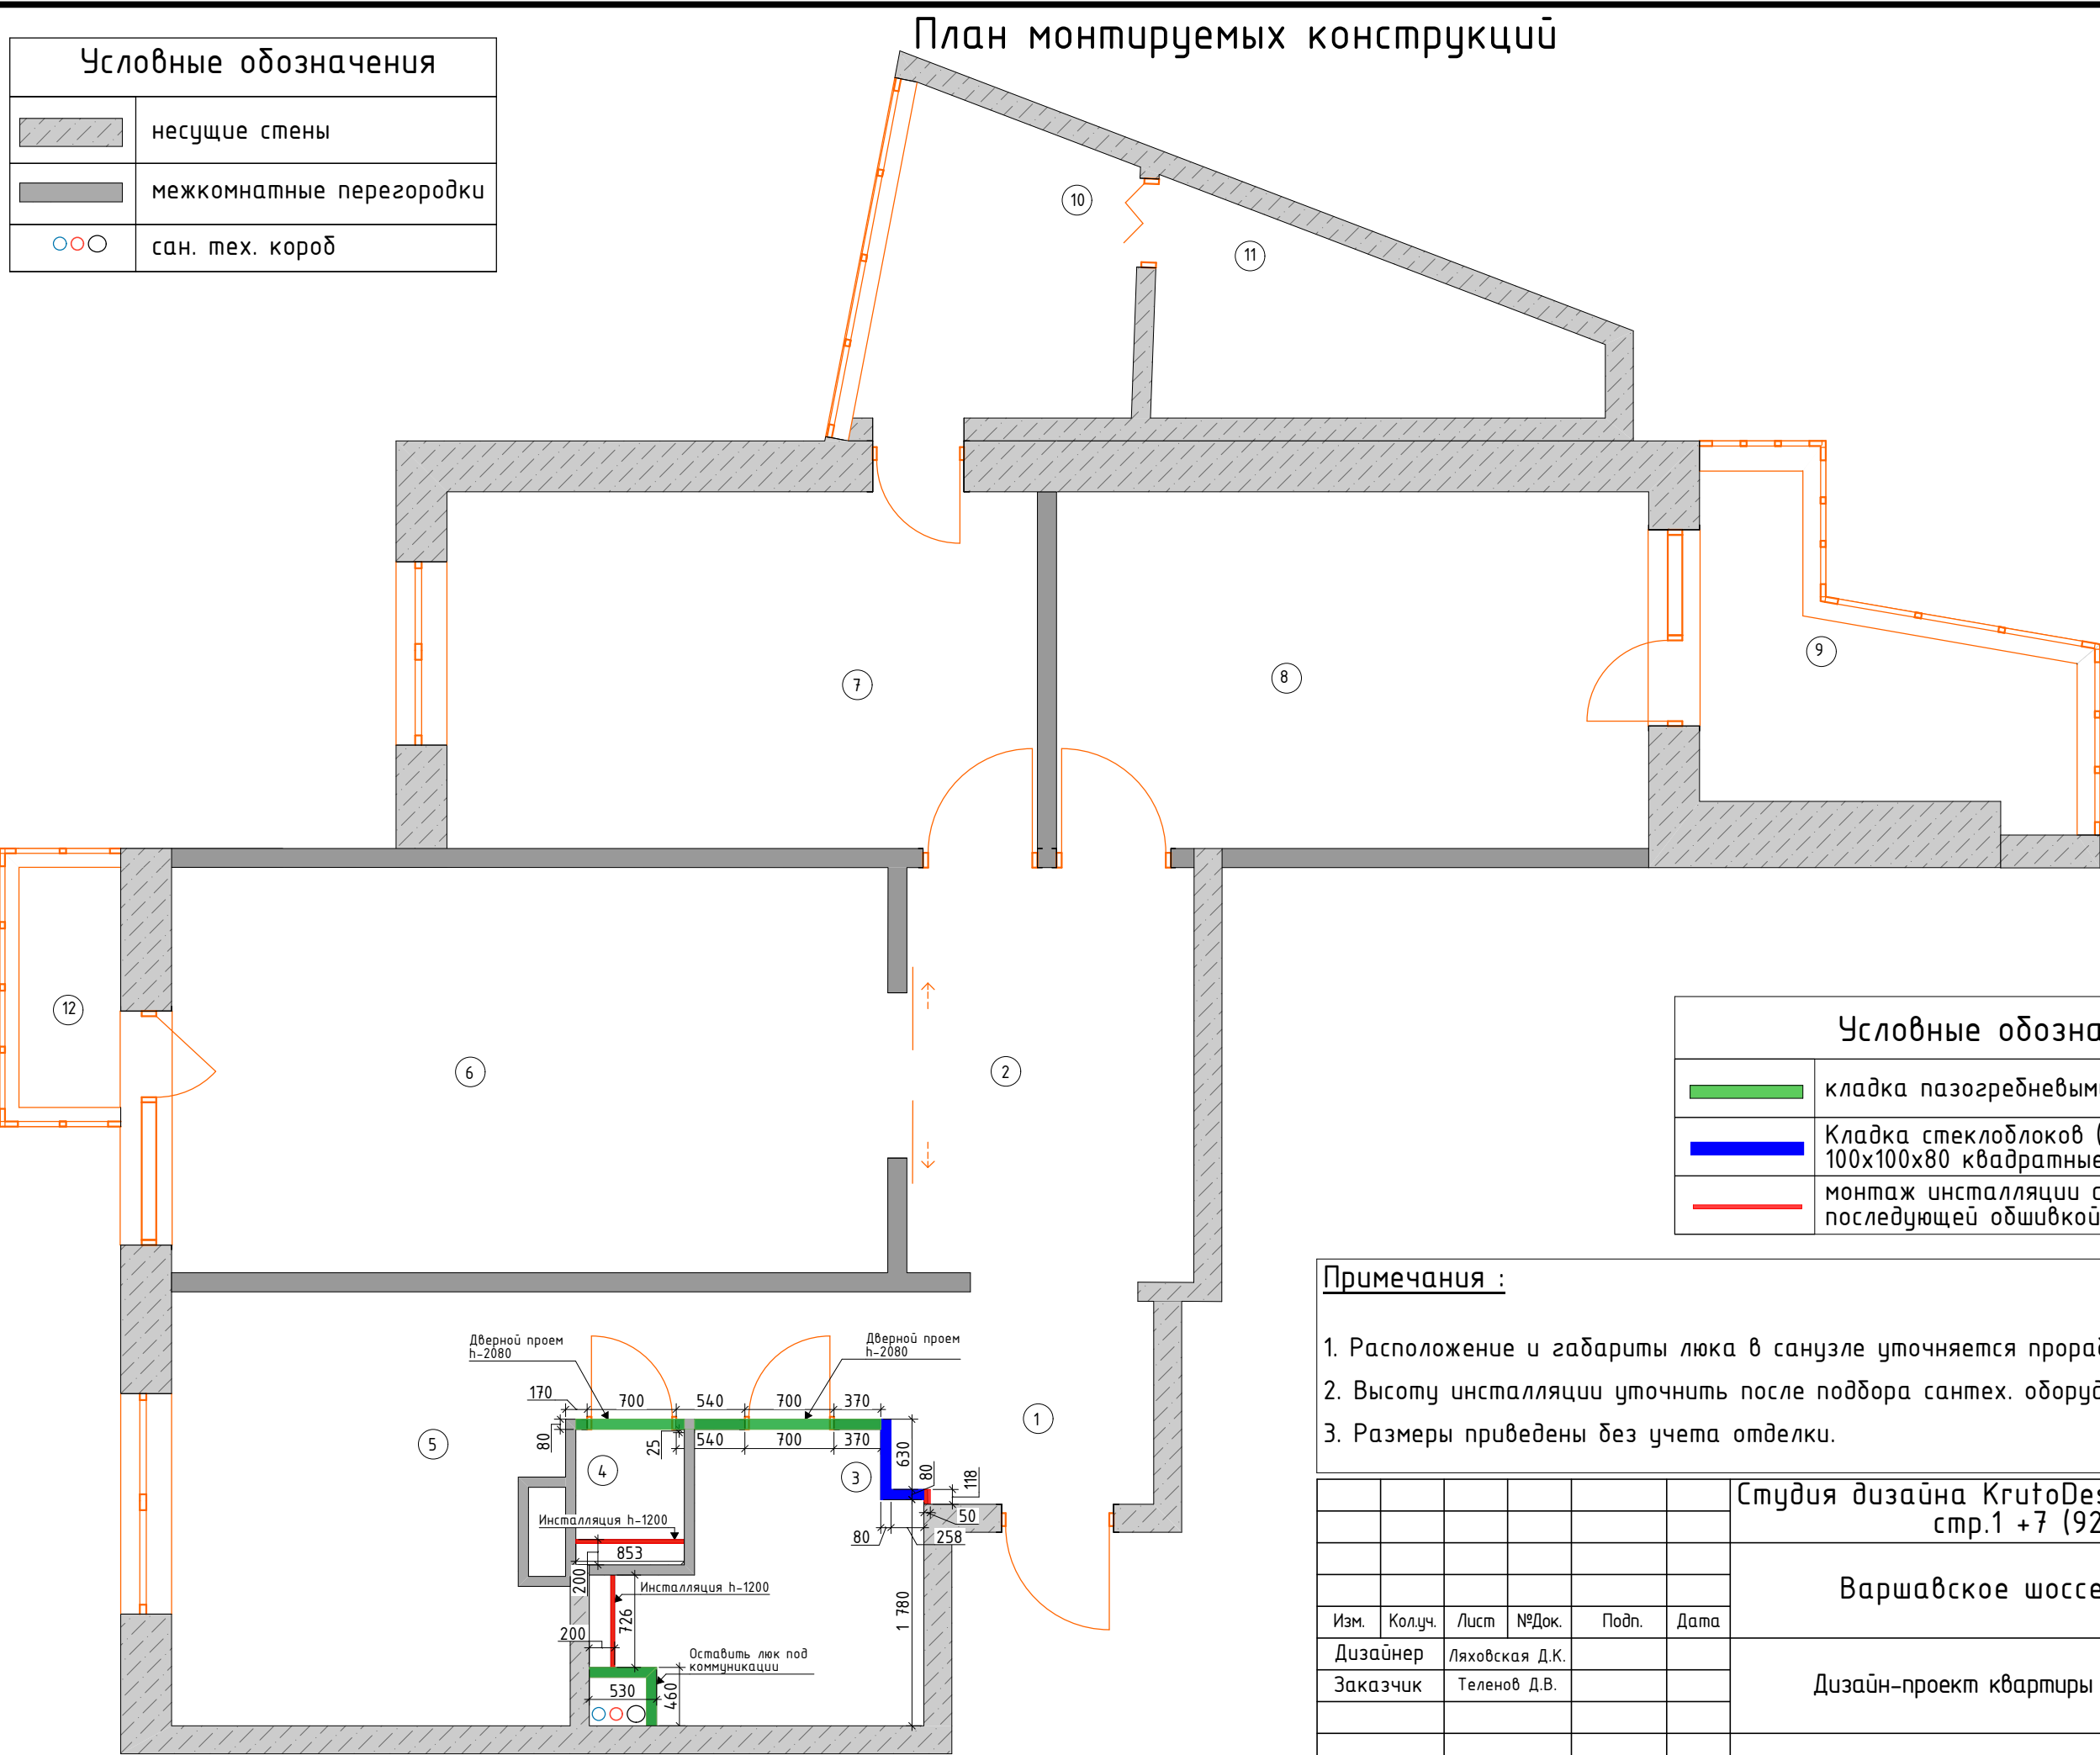 План монтируемых конструкций
Условные обозначения
несущие стены
межкомнатные перегородки
сан. тех. короб
10
11
9
7
8
12
6
2
Условные обозна
кладка пазогребневым
Кладка стеклоблоков (
100х100х80 квадратные
монтаж инсталляции с
последующей обшивкой
Примечания :
1. Расположение и габариты люка в санузле уточняется прораб
2. Высоту инсталляции уточнить после подбора сантех. оборуд
3. Размеры приведены без учета отделки.
Дверной проем
h-2080
Дверной проем
h-2080
170
700
540
700
370
80
25
540
700
370
630
80
118
50
80
258
1
5
4
3
Инсталляция h-1200
853
200
Инсталляция h-1200
726
200
1 780
Оставить люк под
коммуникации
530
460
Студия дизайна KrutoDes
стр.1 +7 (92
Варшавское шоссе
Изм.
Кол.уч.
Лист
№Док.
Подп.
Дата
Дизайнер
Ляховская Д.К.
Заказчик
Теленов Д.В.
Дизайн-проект квартиры